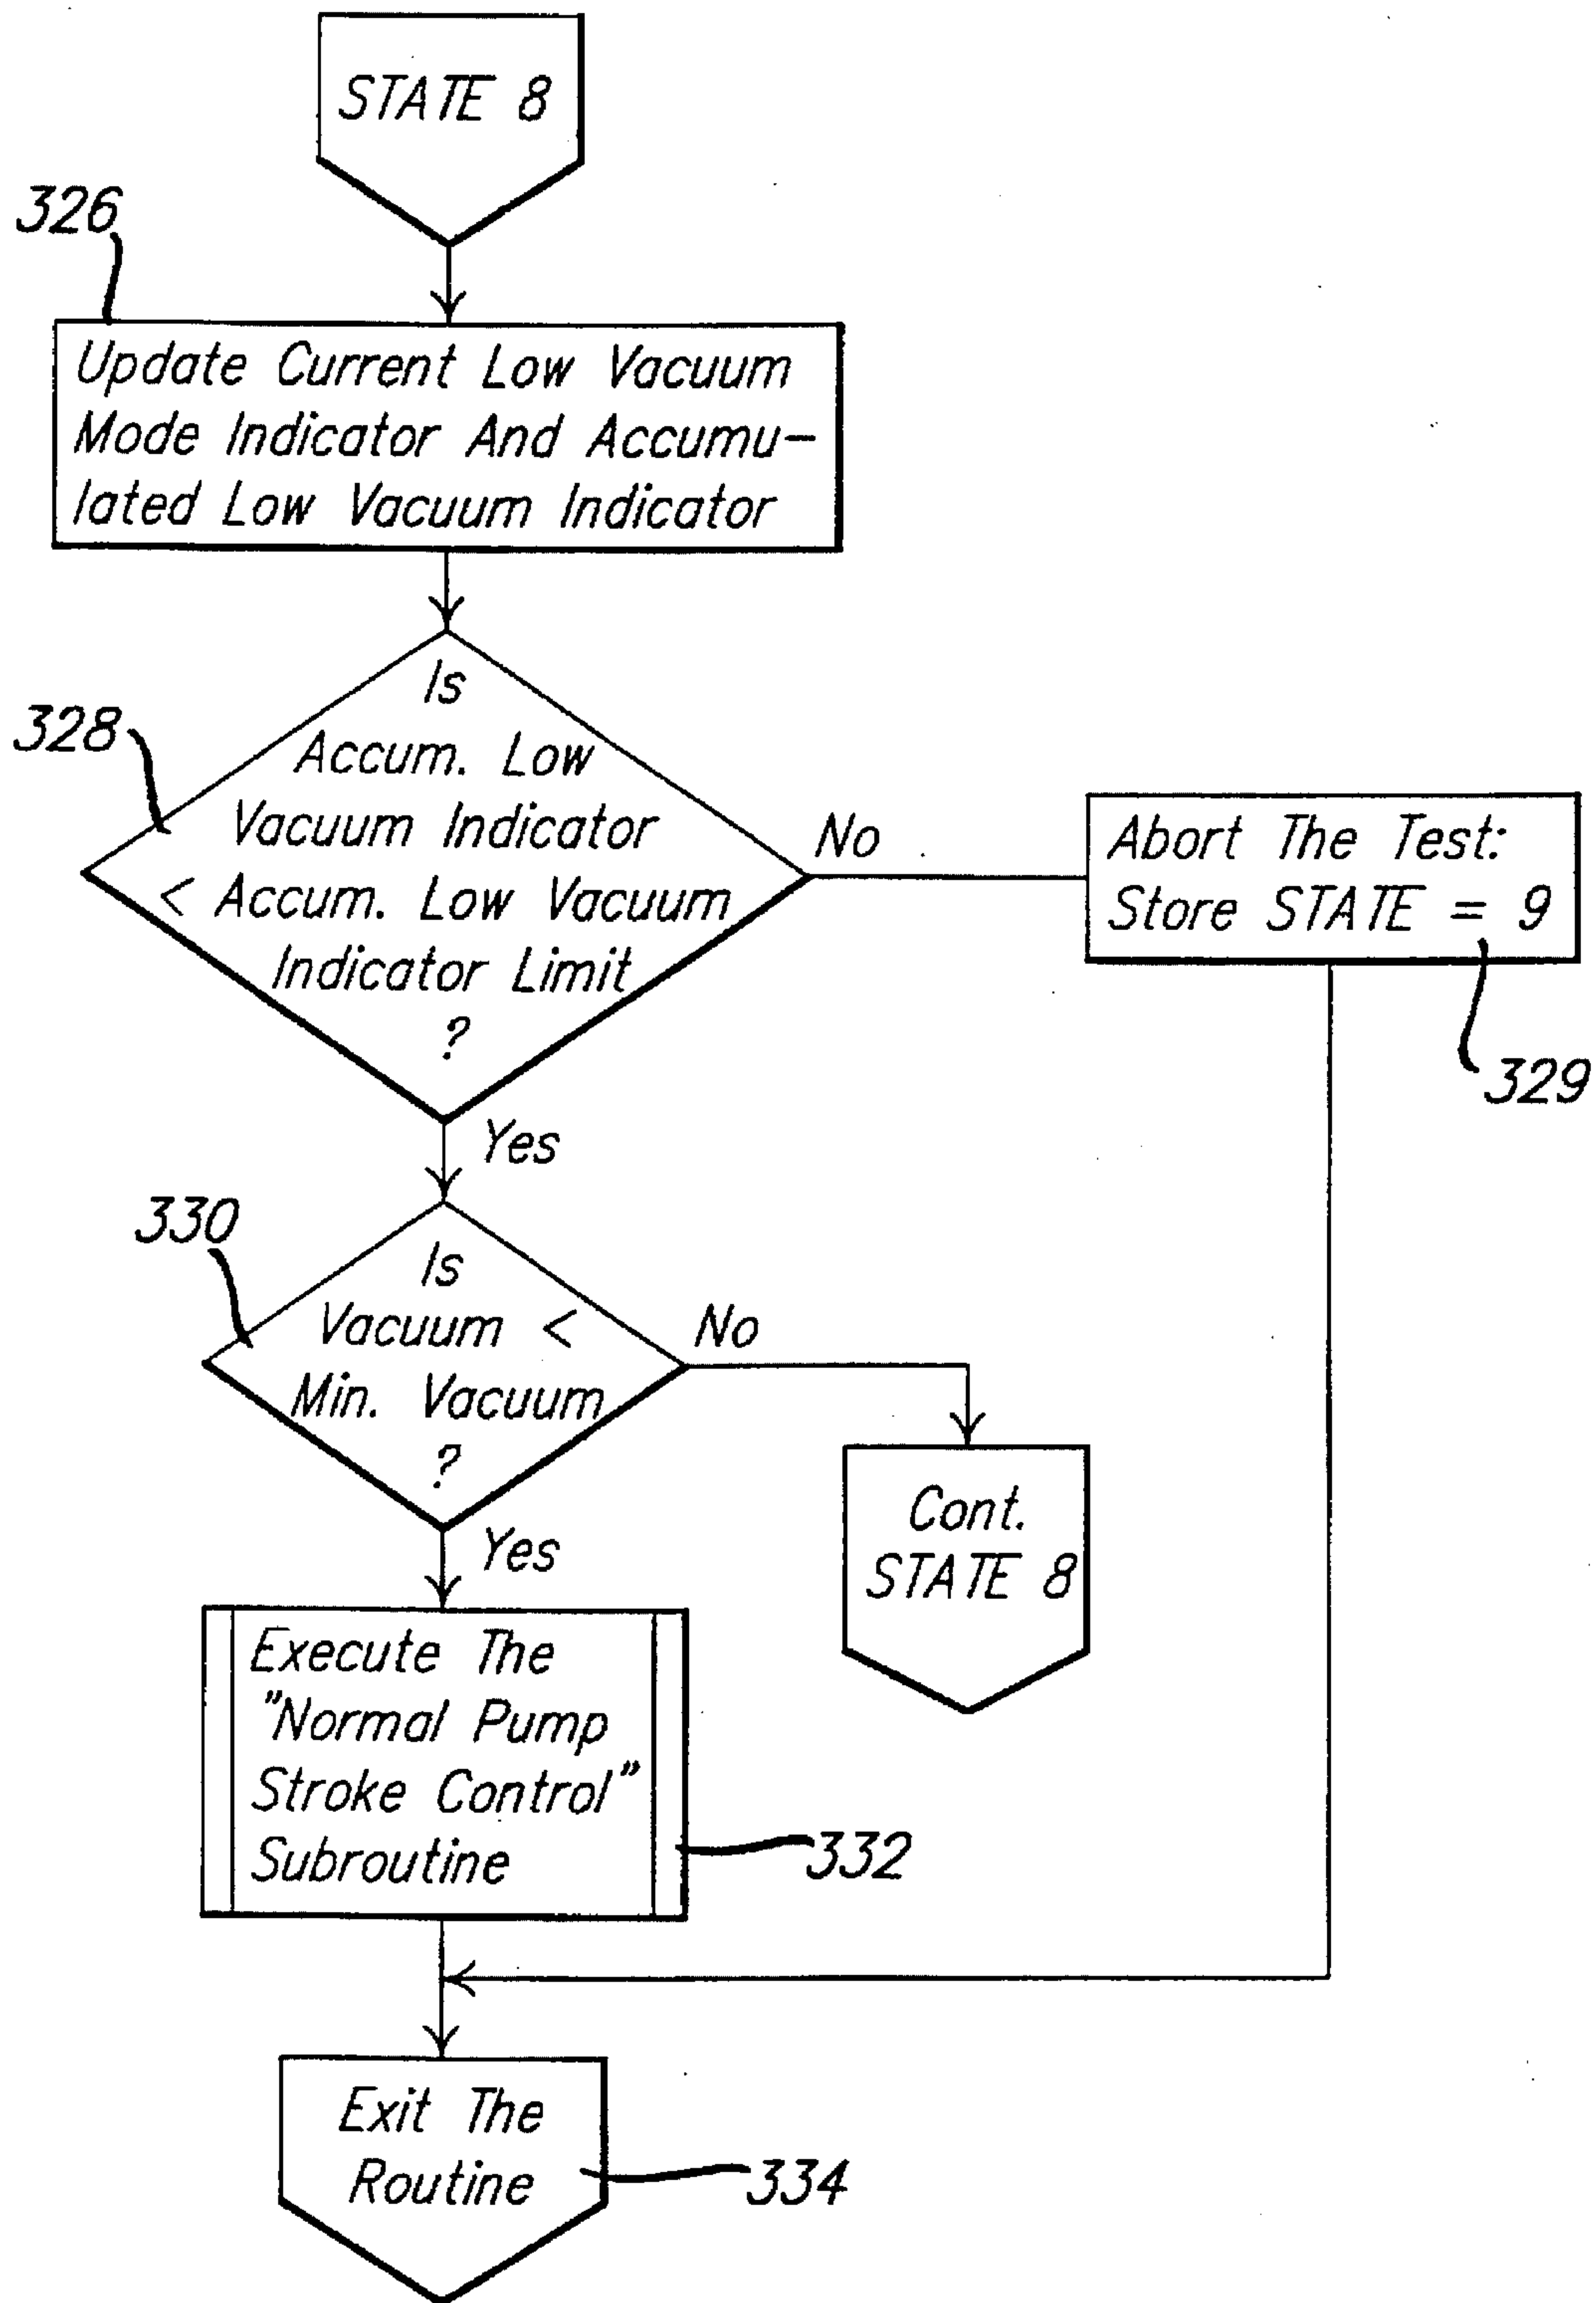 STATE 8
326
Update Current Low Vacuum
Mode Indicator And Accumu-
lated Low Vacuum Indicator
328
Is
Accum. Low
Vacuum Indicator
< Accum. Low Vacuum
Indicator Limit
?
No
Abort The Test:
Store STATE = 9
329
Yes
330
Is
Vacuum <
Min. Vacuum
?
No
Cont.
STATE 8
Yes
Execute The
"Normal Pump
Stroke Control"
Subroutine
332
Exit The
Routine
334